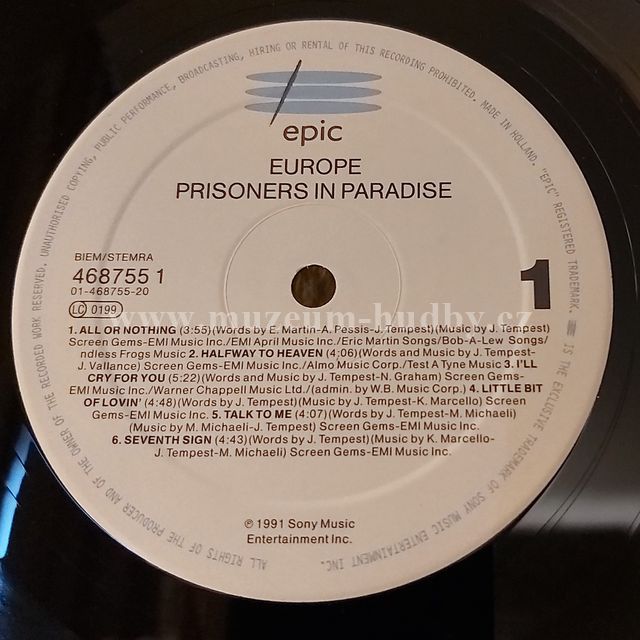 epic
EUROPE
PRISONERS IN PARADISE
BIEM/STEMRA
468755 1
01-468755-20
LC 0199
1
www.muzeum-hudby.cz
1. ALL OR NOTHING (3:55)(Words by E. Martin-A. Pessis-J. Tempest)(Music by J. Tempest)
Screen Gems-EMI Music Inc./EMI April Music Inc./Eric Martin Songs/Bob-A-Lew Songs/
ndless Frogs Music 2. HALFWAY TO HEAVEN (4:06)(Words and Music by J. Tempest-
J. Vallance) Screen Gems-EMI Music Inc./Almo Music Corp./Test A Tyne Music 3. I'LL
CRY FOR YOU (5:22)(Words and Music by J. Tempest-N. Graham) Screen Gems-
EMI Music Inc./Warner Chappell Music Ltd./(admin. by W.B. Music Corp.) 4. LITTLE BIT
OF LOVIN' (4:48)(Words by J. Tempest)(Music by J. Tempest-K. Marcello) Screen
Gems-EMI Music Inc. 5. TALK TO ME (4:07)(Words by J. Tempest-M. Michaeli)
(Music by M. Michaeli-J. Tempest) Screen Gems-EMI Music Inc.
6. SEVENTH SIGN (4:43)(Words by J. Tempest)(Music by K. Marcello-
J. Tempest-M. Michaeli) Screen Gems-EMI Music Inc.
℗ 1991 Sony Music
Entertainment Inc.
ALL RIGHTS OF THE PRODUCER AND OF THE OWNER OF THE RECORDED WORK RESERVED. UNAUTHORISED COPYING, PUBLIC PERFORMANCE, BROADCASTING, HIRING OR RENTAL OF THIS RECORDING PROHIBITED. MADE IN HOLLAND. "EPIC" REGISTERED TRADEMARK. IS THE EXCLUSIVE TRADEMARK OF SONY MUSIC ENTERTAINMENT INC.